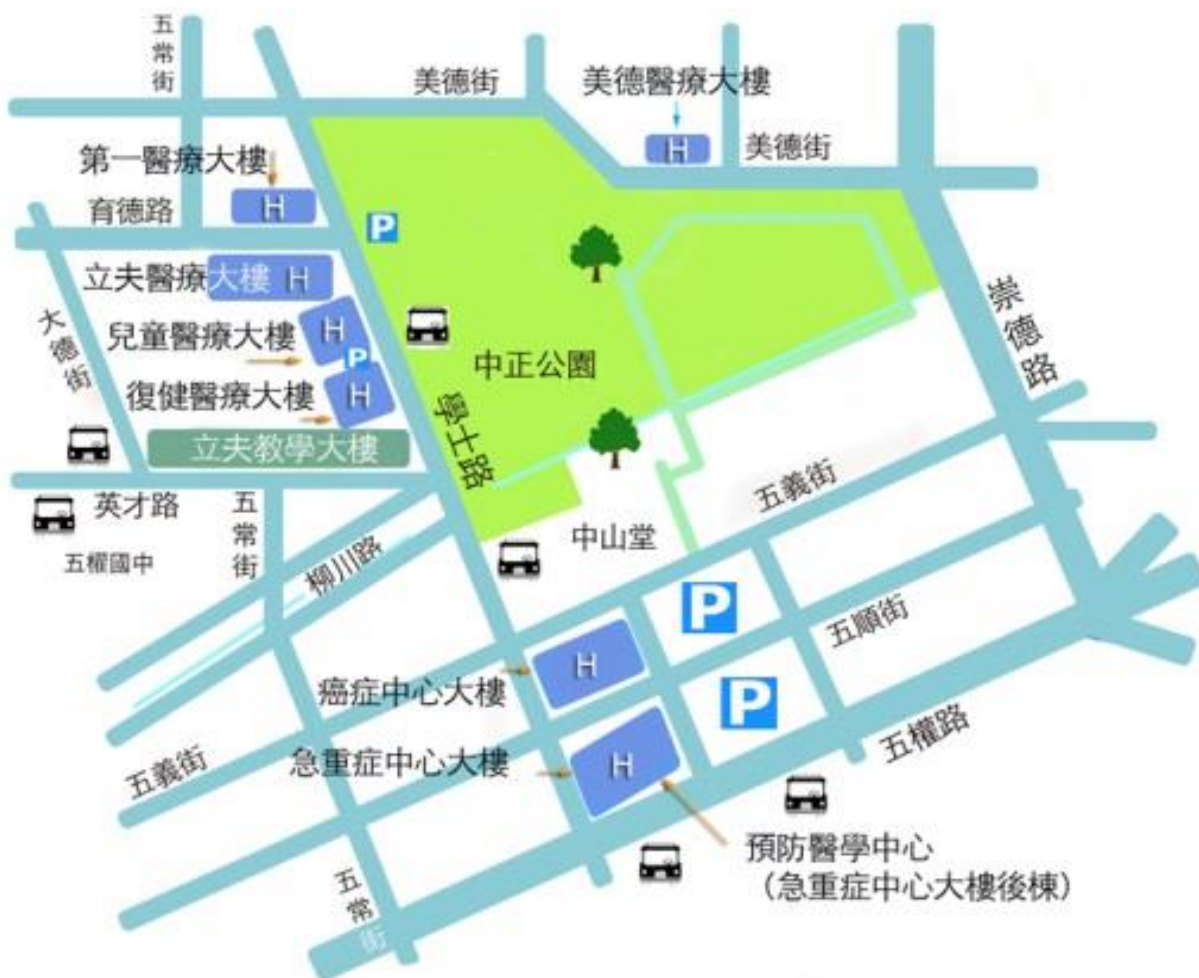 五常街
美德街
美德醫療大樓
H
美德街
第一醫療大樓
H
育德路
P
立夫醫療大樓 H
大德街
兒童醫療大樓
H
P
復健醫療大樓
H
立夫教學大樓
中正公園
崇德路
學士路
英才路
五常街
五權國中
柳川路
中山堂
五義街
P
五順街
H
癌症中心大樓
P
五義街
急重症中心大樓
H
五權路
預防醫學中心
（急重症中心大樓後棟）
五常街